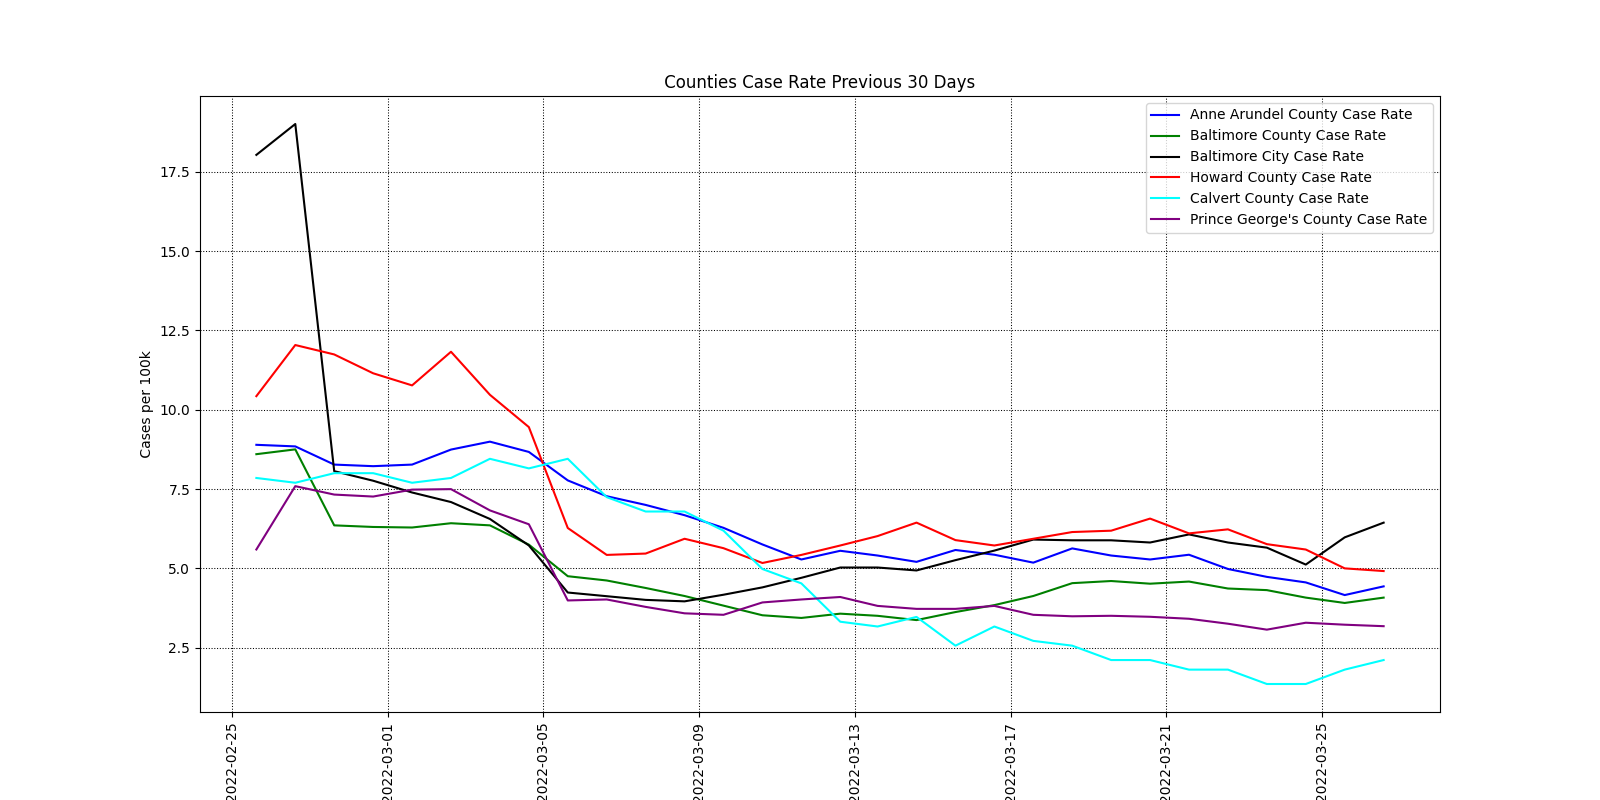 Counties Case Rate Previous 30 Days
Anne Arundel County Case Rate
Baltimore County Case Rate
Baltimore City Case Rate
Howard County Case Rate
Calvert County Case Rate
Prince George's County Case Rate
Cases per 100k
17.5
15.0
12.5
10.0
7.5
5.0
2.5
2022-02-25
2022-03-01
2022-03-05
2022-03-09
2022-03-13
2022-03-17
2022-03-21
2022-03-25